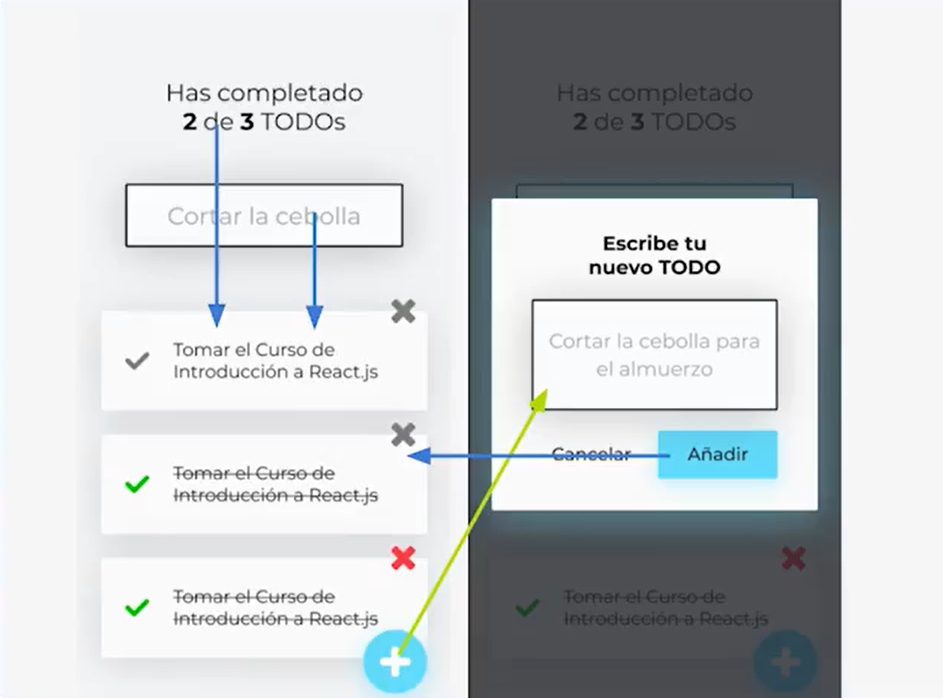 Has completado
2 de 3 TODOs
Cortar la cebolla
Tomar el Curso de
Introducción a React.js
Tomar el Curso de
Introducción a React.js
Tomar el Curso de
Introducción a React.js
Has completado
2 de 3 TODOs
Escribe tu
nuevo TODO
Cortar la cebolla para
el almuerzo
Cancelar
Añadir
Tomar el Curso de
Introducción a React.js